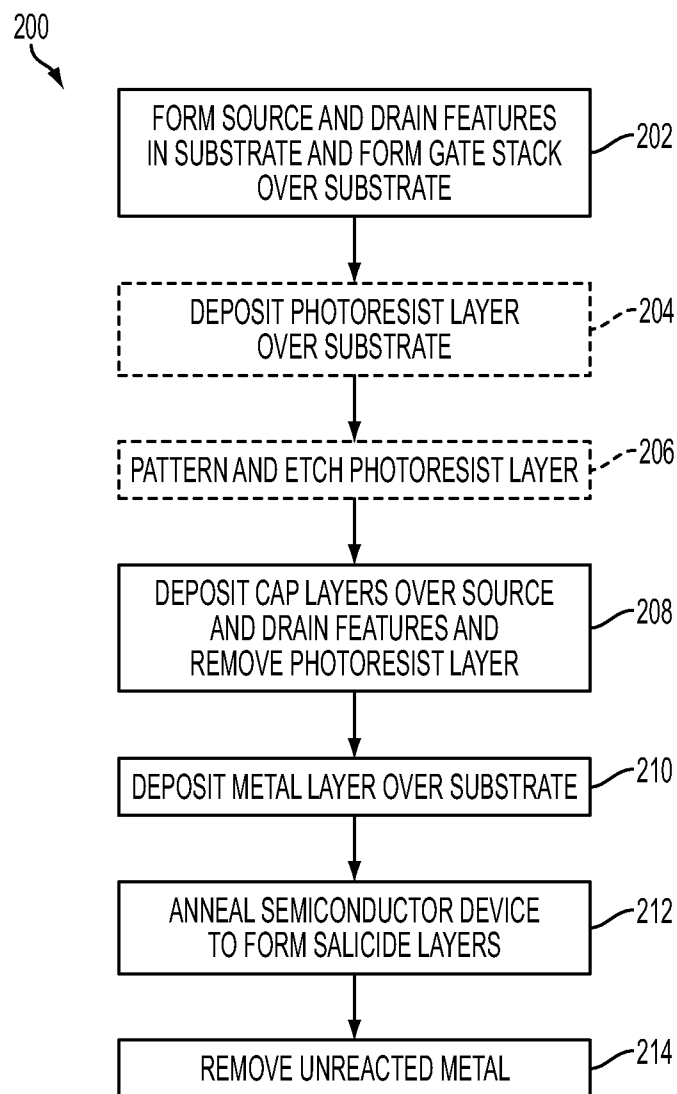 200
FORM SOURCE AND DRAIN FEATURES
IN SUBSTRATE AND FORM GATE STACK
OVER SUBSTRATE
202
DEPOSIT PHOTORESIST LAYER
OVER SUBSTRATE
204
PATTERN AND ETCH PHOTORESIST LAYER
206
DEPOSIT CAP LAYERS OVER SOURCE
AND DRAIN FEATURES AND
REMOVE PHOTORESIST LAYER
208
DEPOSIT METAL LAYER OVER SUBSTRATE
210
ANNEAL SEMICONDUCTOR DEVICE
TO FORM SALICIDE LAYERS
212
REMOVE UNREACTED METAL
214